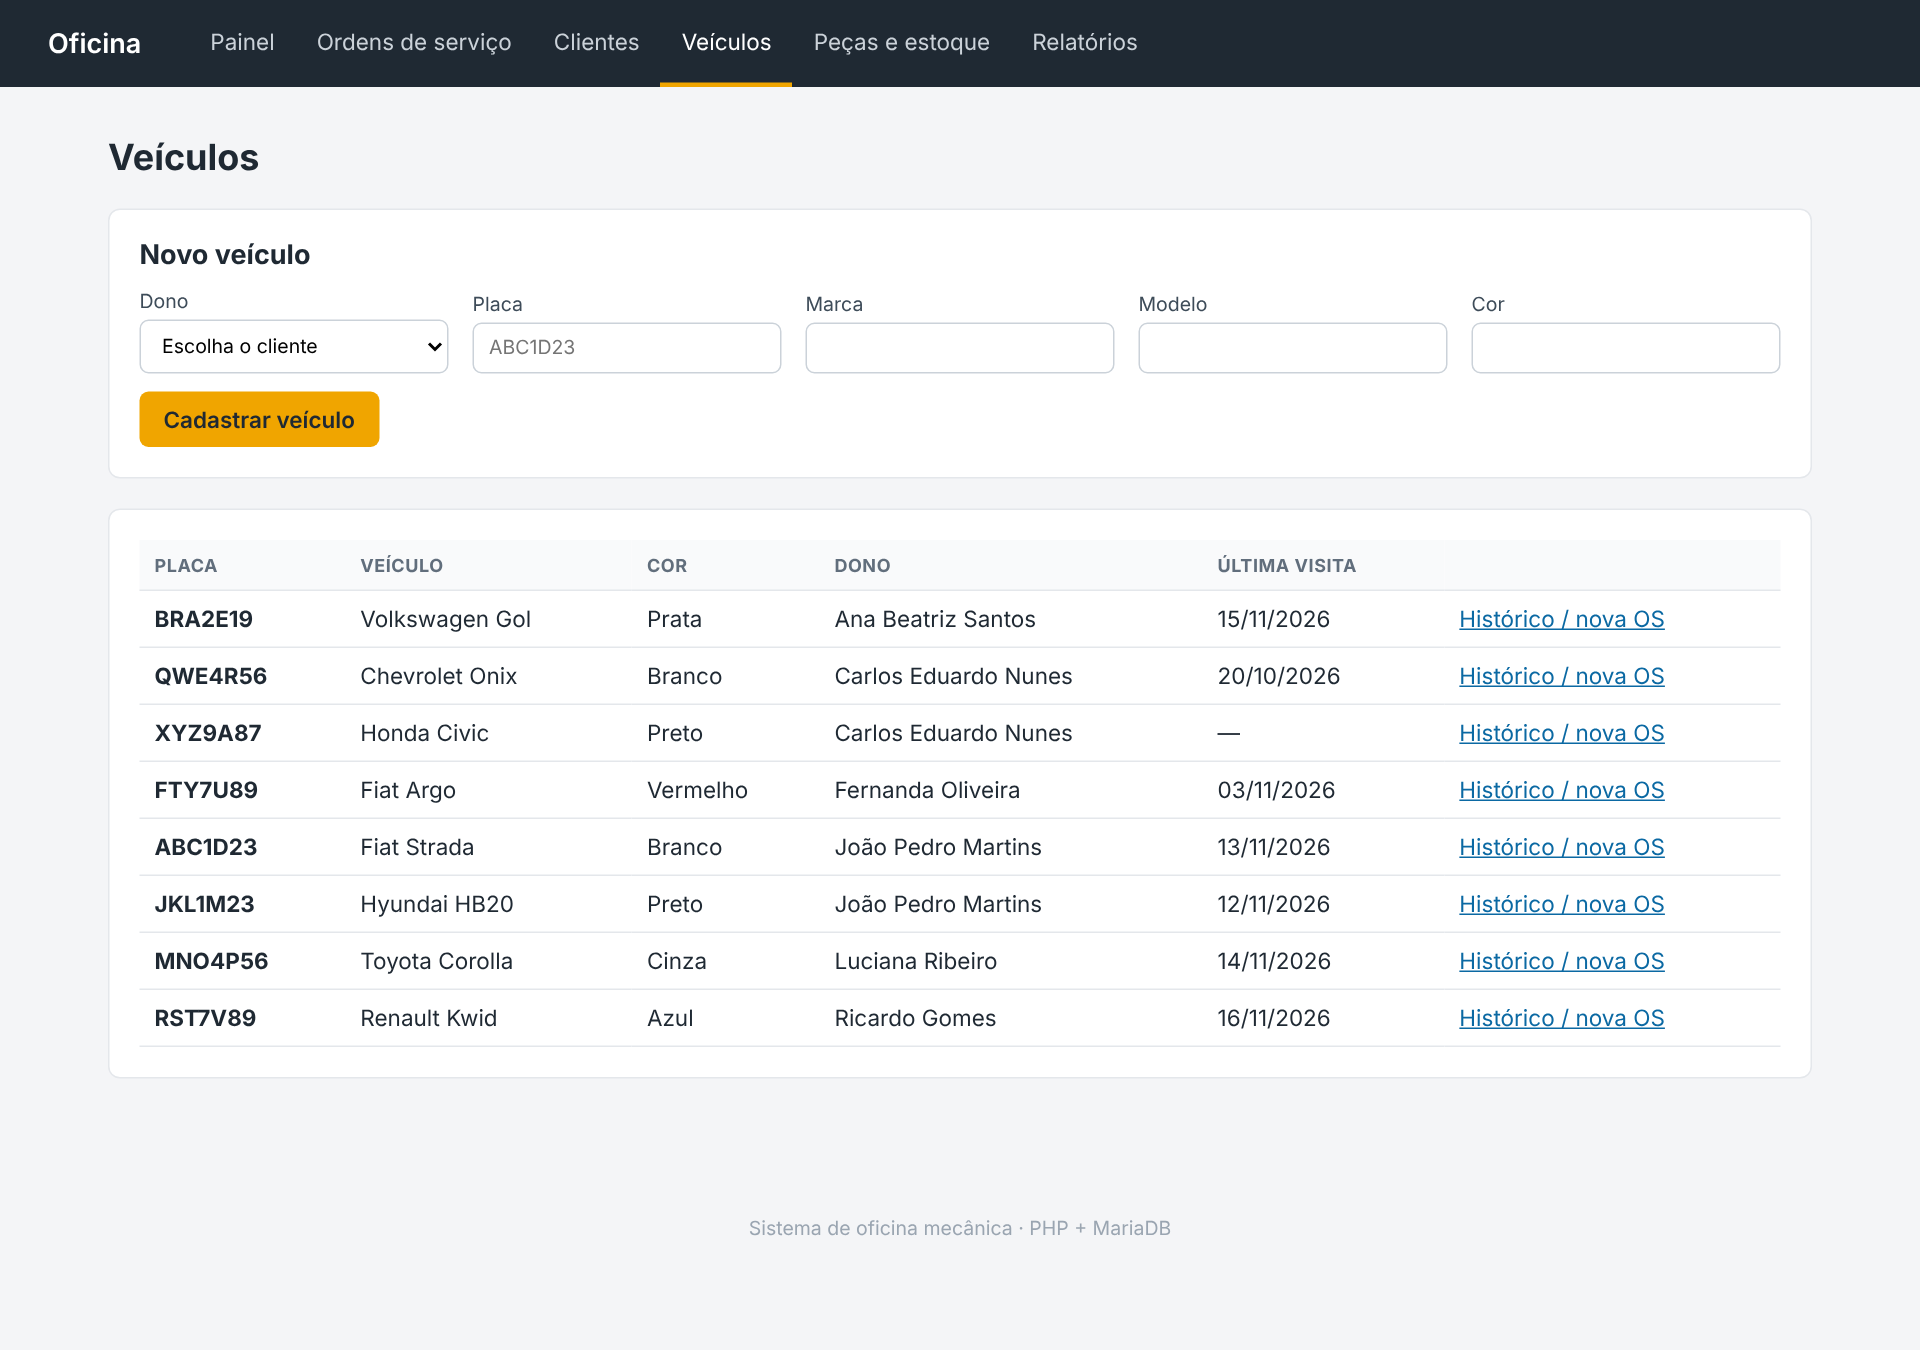 Oficina Painel Ordens de serviço Clientes Veículos Peças e estoque Relatórios
Veículos
Novo veículo
Dono Placa Marca Modelo Cor
Escolha o cliente ABC1D23
Cadastrar veículo
PLACA VEÍCULO COR DONO ÚLTIMA VISITA
BRA2E19 Volkswagen Gol Prata Ana Beatriz Santos 15/11/2026 Histórico / nova OS
QWE4R56 Chevrolet Onix Branco Carlos Eduardo Nunes 20/10/2026 Histórico / nova OS
XYZ9A87 Honda Civic Preto Carlos Eduardo Nunes — Histórico / nova OS
FTY7U89 Fiat Argo Vermelho Fernanda Oliveira 03/11/2026 Histórico / nova OS
ABC1D23 Fiat Strada Branco João Pedro Martins 13/11/2026 Histórico / nova OS
JKL1M23 Hyundai HB20 Preto João Pedro Martins 12/11/2026 Histórico / nova OS
MNO4P56 Toyota Corolla Cinza Luciana Ribeiro 14/11/2026 Histórico / nova OS
RST7V89 Renault Kwid Azul Ricardo Gomes 16/11/2026 Histórico / nova OS
Sistema de oficina mecânica · PHP + MariaDB